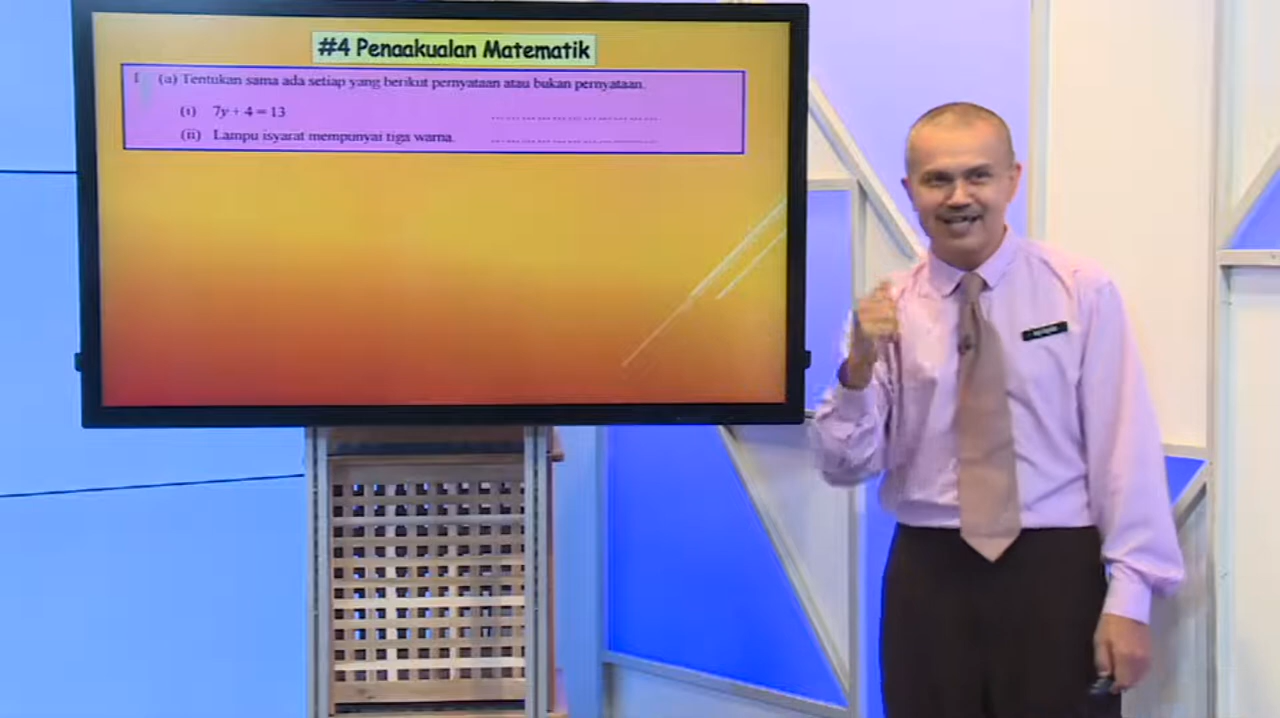 #4 Penaakualan Matematik
1 (a) Tentukan sama ada setiap yang berikut pernyataan atau bukan pernyataan.
(i) 7y + 4 = 13 ....................
(ii) Lampu isyarat mempunyai tiga warna. ....................